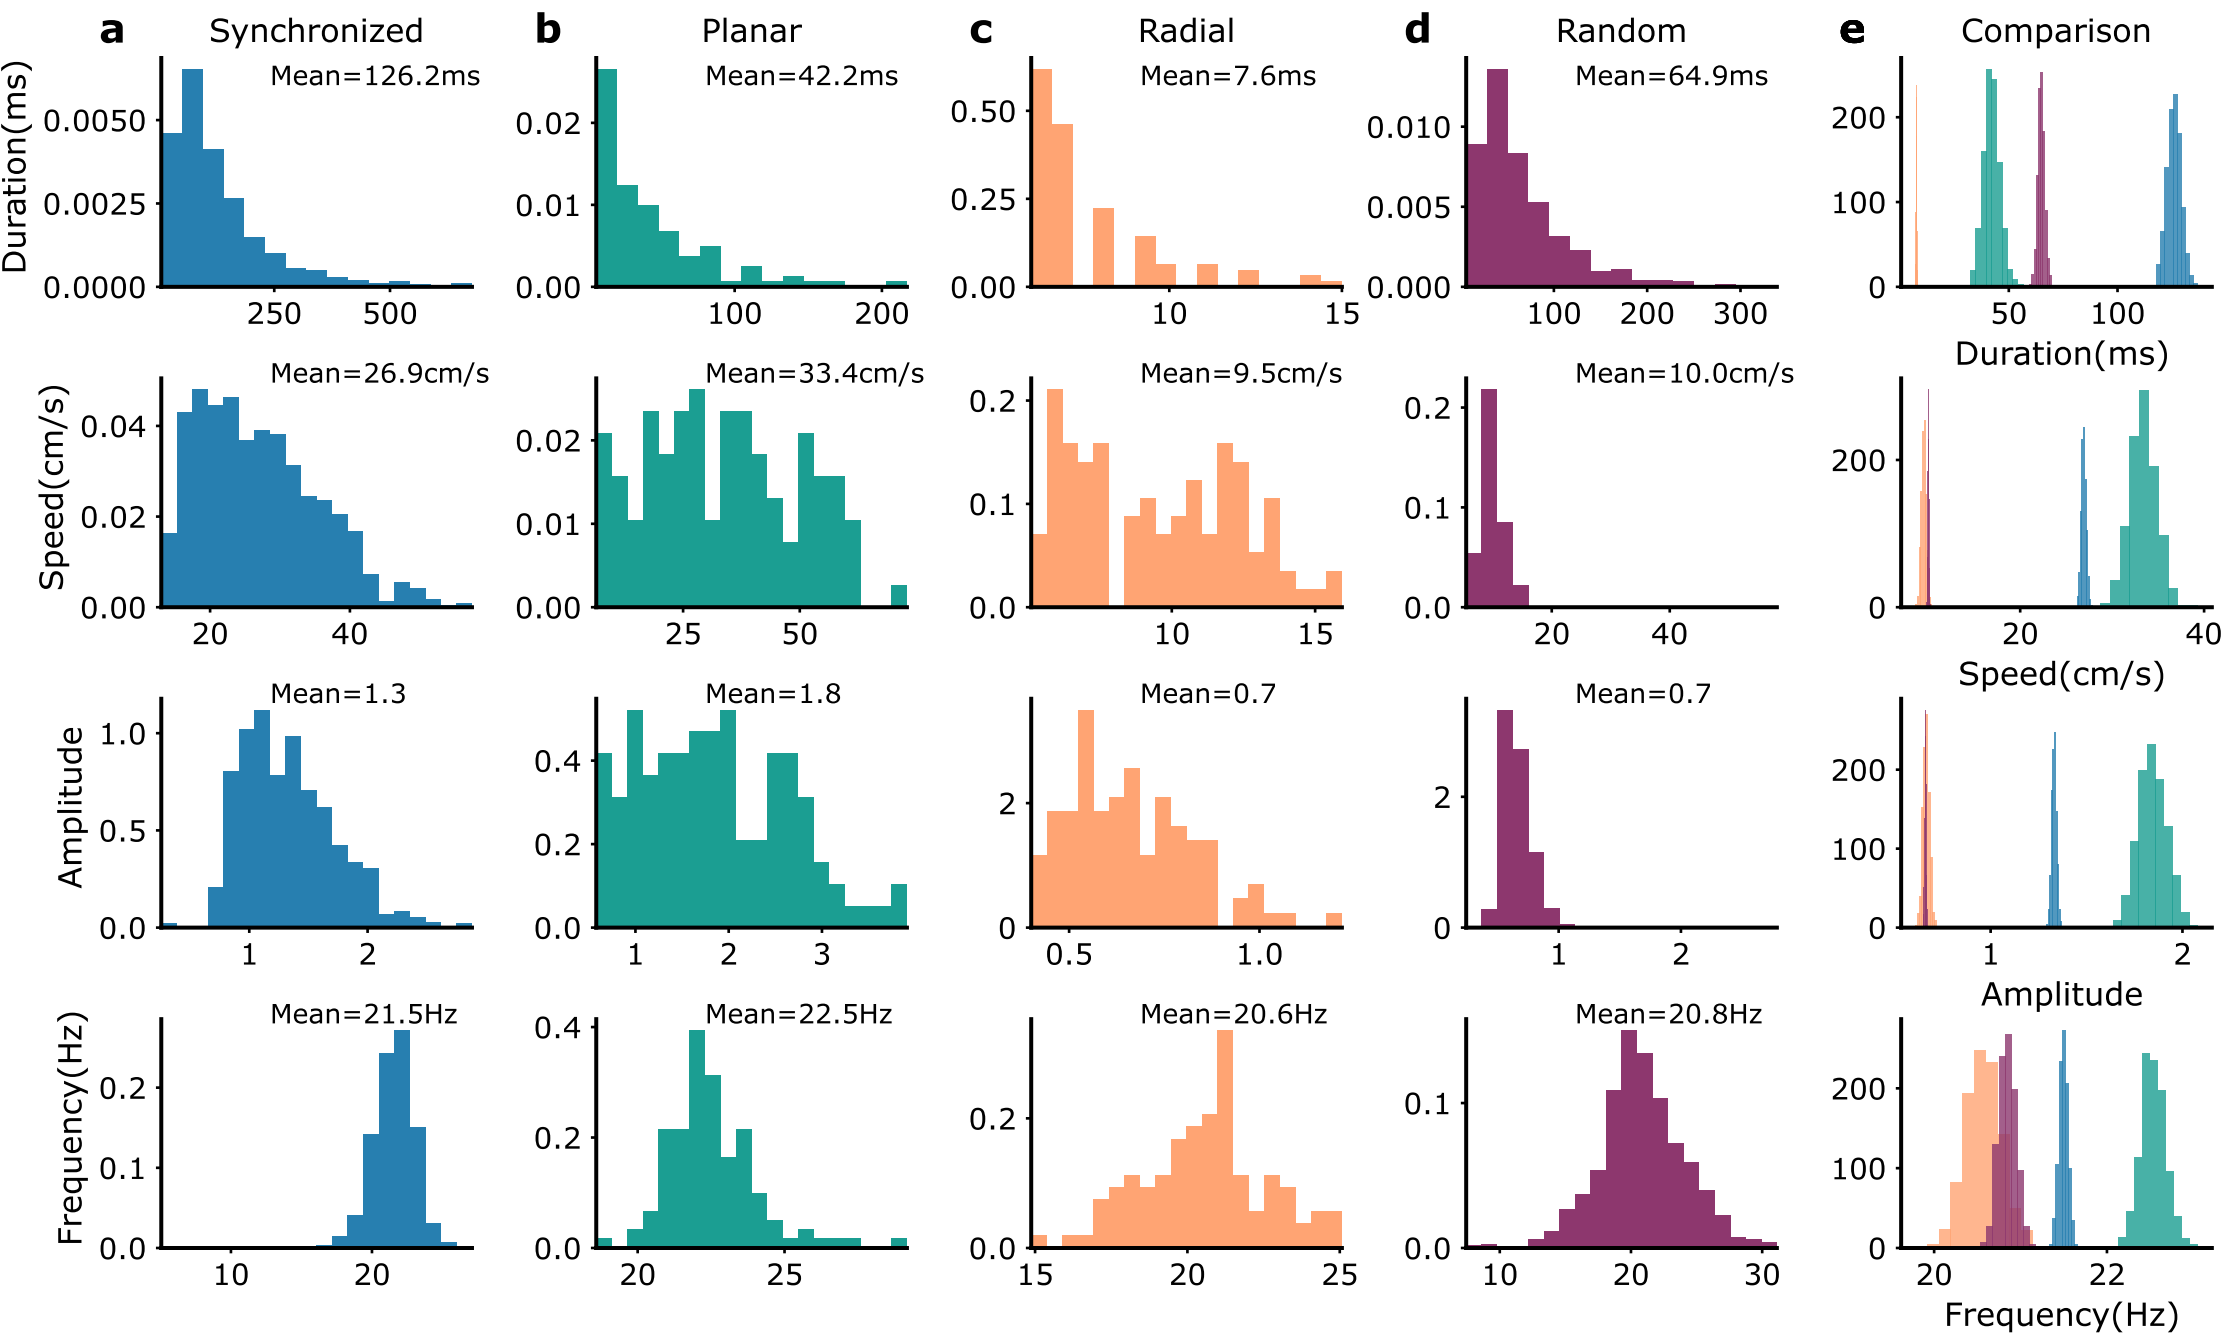 a Synchronized b Planar c Radial d Random e Comparison
Duration(ms)
Mean=126.2ms Mean=42.2ms Mean=7.6ms Mean=64.9ms
0.0050 0.02 0.50 0.010 200
0.0025 0.01 0.25 0.005 100
0.0000 0.00 0.00 0.000 0
250 500 100 200 10 15 100 200 300 50 100
Duration(ms)
Speed(cm/s)
Mean=26.9cm/s Mean=33.4cm/s Mean=9.5cm/s Mean=10.0cm/s
0.04 0.02 0.2 0.2 200
0.02 0.01 0.1 0.1
0.00 0.00 0.0 0.0 0
20 40 25 50 10 15 20 40 20 40
Speed(cm/s)
Amplitude
Mean=1.3 Mean=1.8 Mean=0.7 Mean=0.7
1.0 0.4 2 2 200
0.5 0.2 100
0.0 0.0 0 0 0
1 2 1 2 3 0.5 1.0 1 2 1 2
Amplitude
Frequency(Hz)
Mean=21.5Hz Mean=22.5Hz Mean=20.6Hz Mean=20.8Hz
0.2 0.4 0.2 0.1 200
0.1 0.2 100
0.0 0.0 0.0 0.0 0
10 20 20 25 15 20 25 10 20 30 20 22
Frequency(Hz)